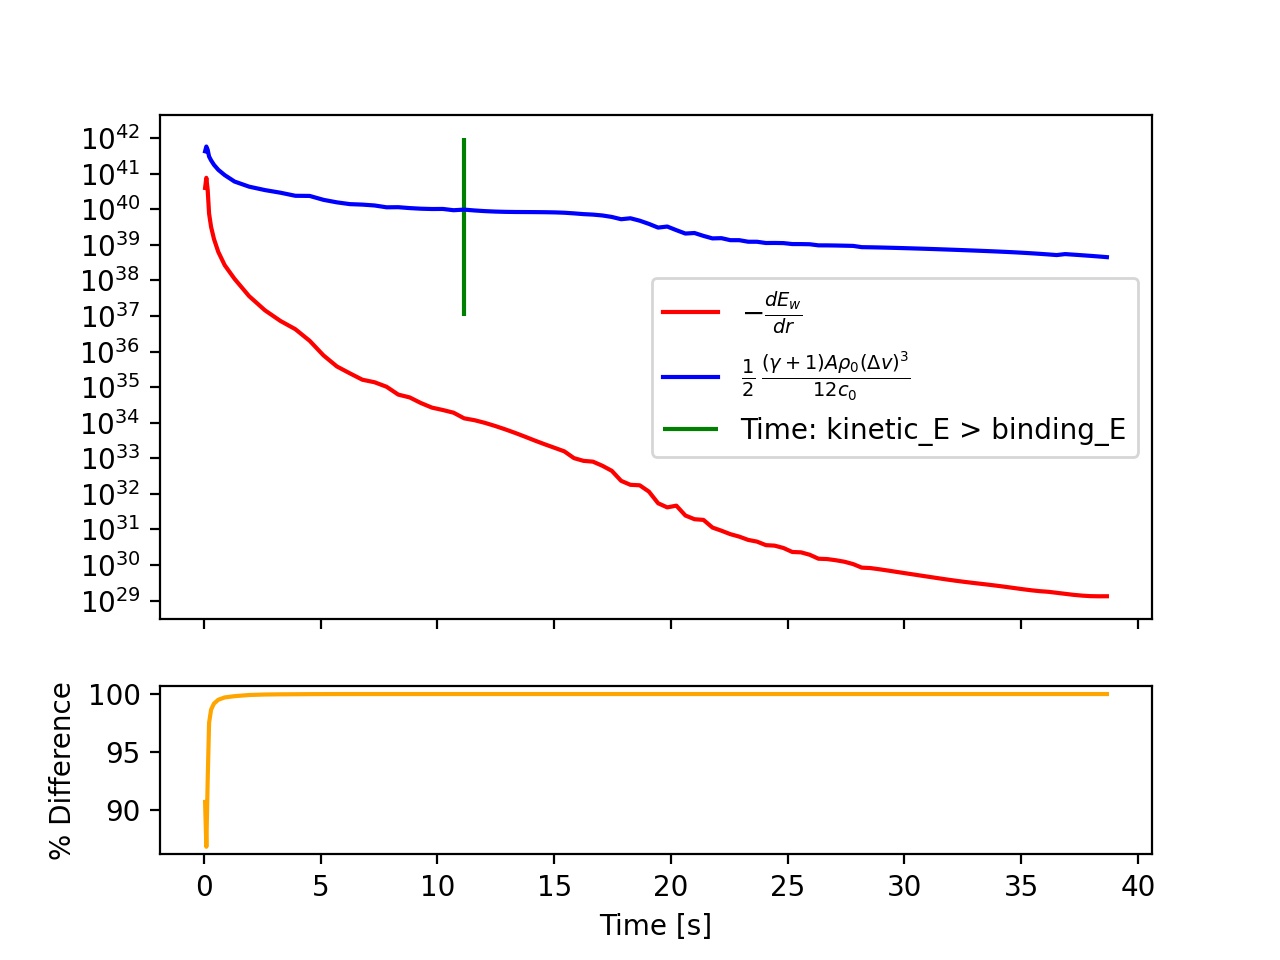 10^42
10^41
10^40
10^39
10^38
10^37
10^36
10^35
10^34
10^33
10^32
10^31
10^30
10^29
−dE_w/dr
1/2 (γ + 1)Aρ₀(Δv)³/12c₀
Time: kinetic_E > binding_E
% Difference
100
95
90
0 5 10 15 20 25 30 35 40
Time [s]